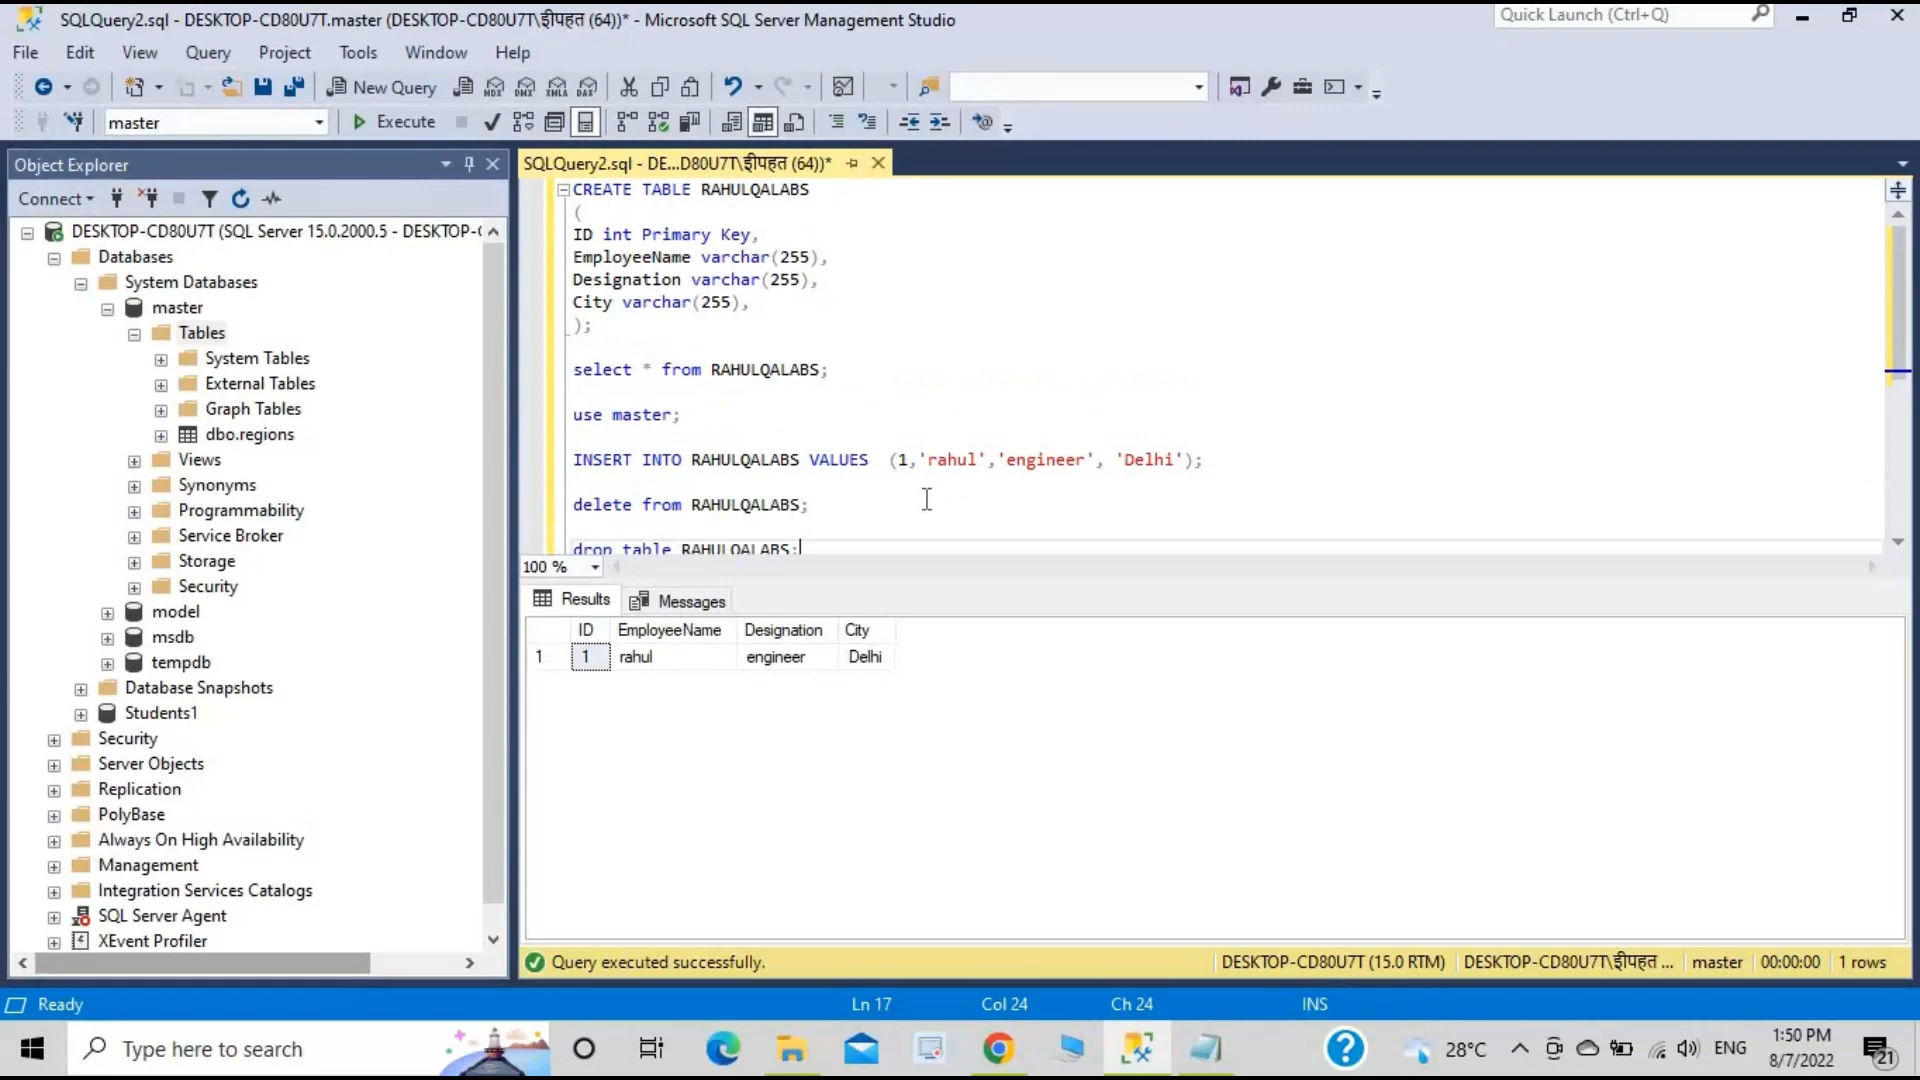 SQLQuery2.sql - DESKTOP-CD80U7T.master (DESKTOP-CD80U7T\ईीपहत (64))* - Microsoft SQL Server Management Studio
Quick Launch (Ctrl+Q)
File Edit View Query Project Tools Window Help
New Query MDX DMX XMLA DAX
master Execute
Object Explorer
SQLQuery2.sql - DE...D80U7T\ईीपहत (64))*
Connect
DESKTOP-CD80U7T (SQL Server 15.0.2000.5 - DESKTOP-
Databases
System Databases
master
Tables
System Tables
External Tables
Graph Tables
dbo.regions
Views
Synonyms
Programmability
Service Broker
Storage
Security
model
msdb
tempdb
Database Snapshots
Students1
Security
Server Objects
Replication
PolyBase
Always On High Availability
Management
Integration Services Catalogs
SQL Server Agent
XEvent Profiler
CREATE TABLE RAHULQALABS
(
ID int Primary Key,
EmployeeName varchar(255),
Designation varchar(255),
City varchar(255),
);
select * from RAHULQALABS;
use master;
INSERT INTO RAHULQALABS VALUES (1,'rahul','engineer', 'Delhi');
delete from RAHULQALABS;
drop table RAHULQALABS;
100 %
Results Messages
ID EmployeeName Designation City
1 1 rahul engineer Delhi
Query executed successfully. DESKTOP-CD80U7T (15.0 RTM) DESKTOP-CD80U7T\ईीपहत ... master 00:00:00 1 rows
Ready Ln 17 Col 24 Ch 24 INS
Type here to search
28°C ENG
1:50 PM
8/7/2022
21